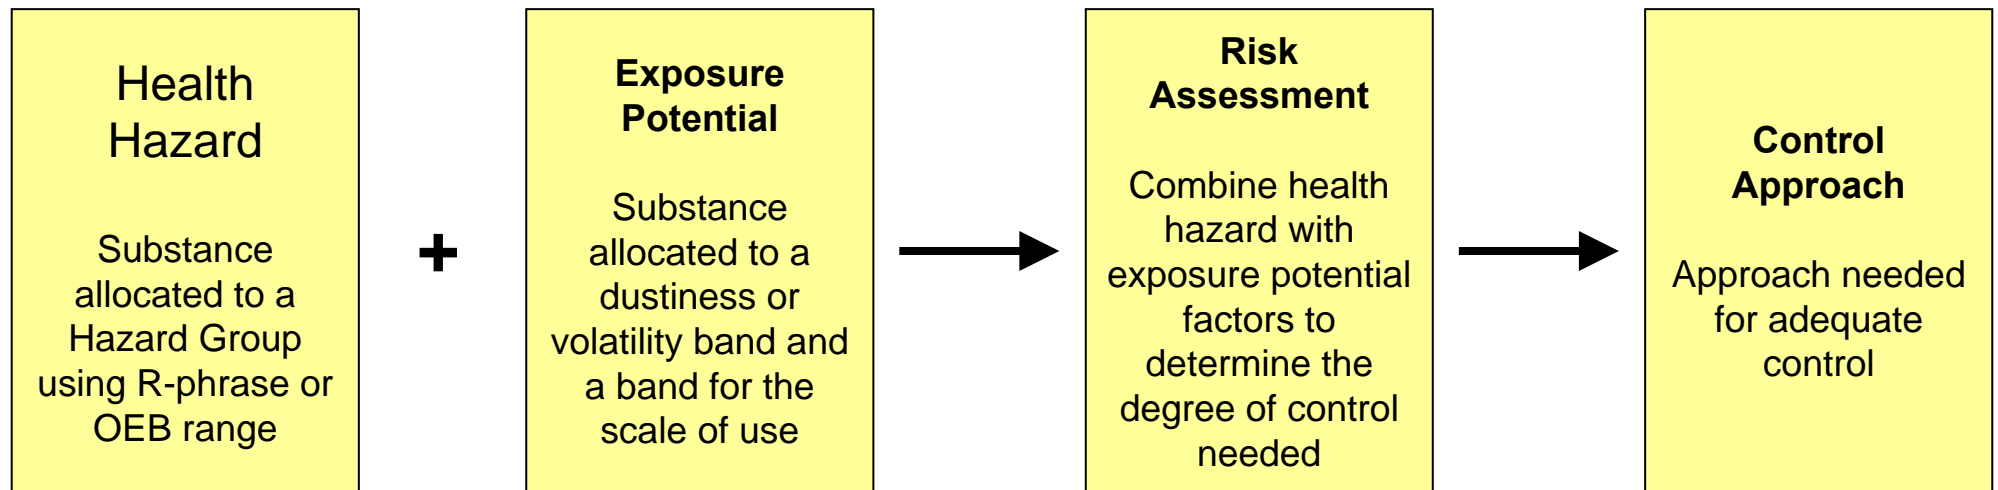 Health
Hazard
Substance
allocated to a
Hazard Group
using R-phrase or
OEB range
+
Exposure
Potential
Substance
allocated to a
dustiness or
volatility band and
a band for the
scale of use
Risk
Assessment
Combine health
hazard with
exposure potential
factors to
determine the
degree of control
needed
Control
Approach
Approach needed
for adequate
control